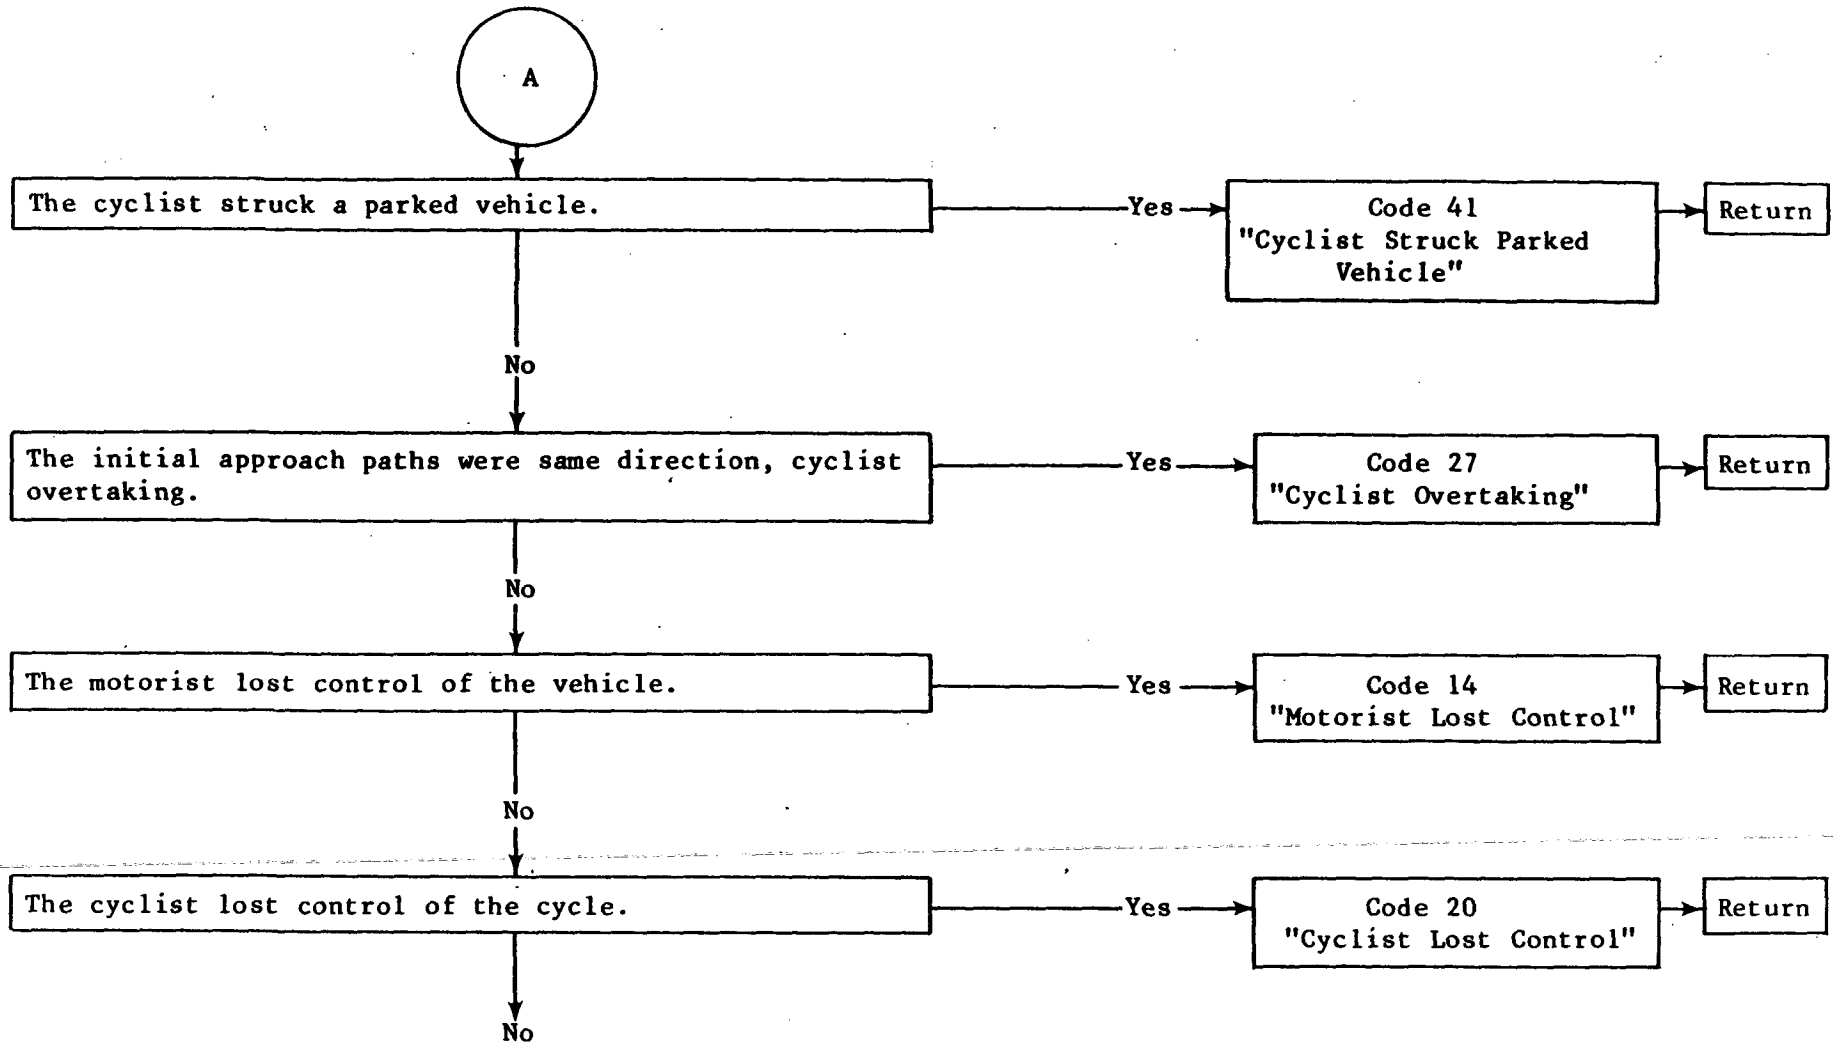 A
The cyclist struck a parked vehicle.
Yes
Code 41
"Cyclist Struck Parked
Vehicle"
Return
No
The initial approach paths were same direction, cyclist
overtaking.
Yes
Code 27
"Cyclist Overtaking"
Return
No
The motorist lost control of the vehicle.
Yes
Code 14
"Motorist Lost Control"
Return
No
The cyclist lost control of the cycle.
Yes
Code 20
"Cyclist Lost Control"
Return
No